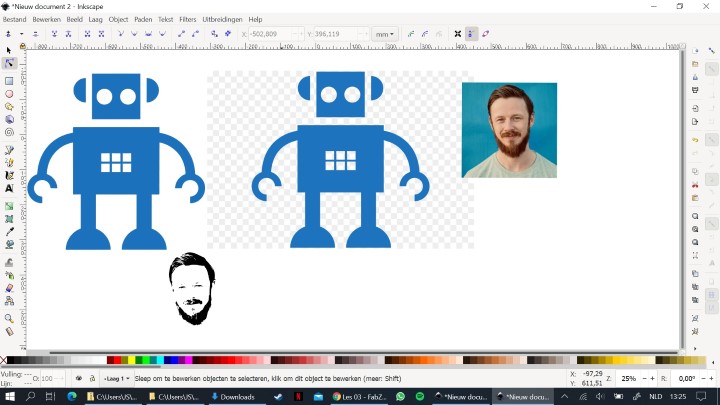 *Nieuw document 2 - Inkscape
Bestand Bewerken Beeld Laag Object Paden Tekst Filters Uitbreidingen Help
X: -502,809 Y: 396,119 mm
Vulling: ---
Lijn: --- O: 100
•Laag 1
Sleep om te bewerken objecten te selecteren, klik om dit object te bewerken (meer: Shift)
X: -97,29
Y: 611,51
Z: 25% R: 0,00°
C:\Users\US\... C:\Users\US\... Downloads Les 03 - FabZ... *Nieuw docu... *Nieuw docu... NLD 13:25